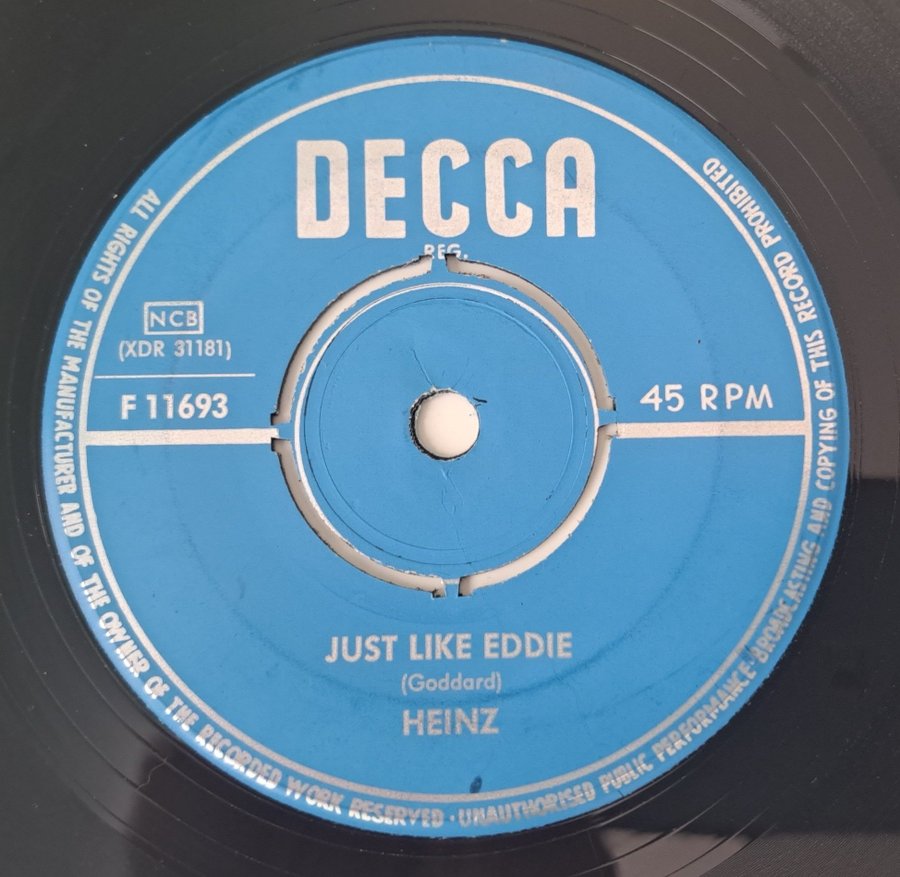 DECCA
REG.
NCB
(XDR 31181)
F 11693
45 RPM
JUST LIKE EDDIE
(Goddard)
HEINZ
ALL RIGHTS OF THE MANUFACTURER AND OF THE OWNER OF THE RECORDED WORK RESERVED · UNAUTHORISED PUBLIC PERFORMANCE · BROADCASTING AND COPYING OF THIS RECORD PROHIBITED